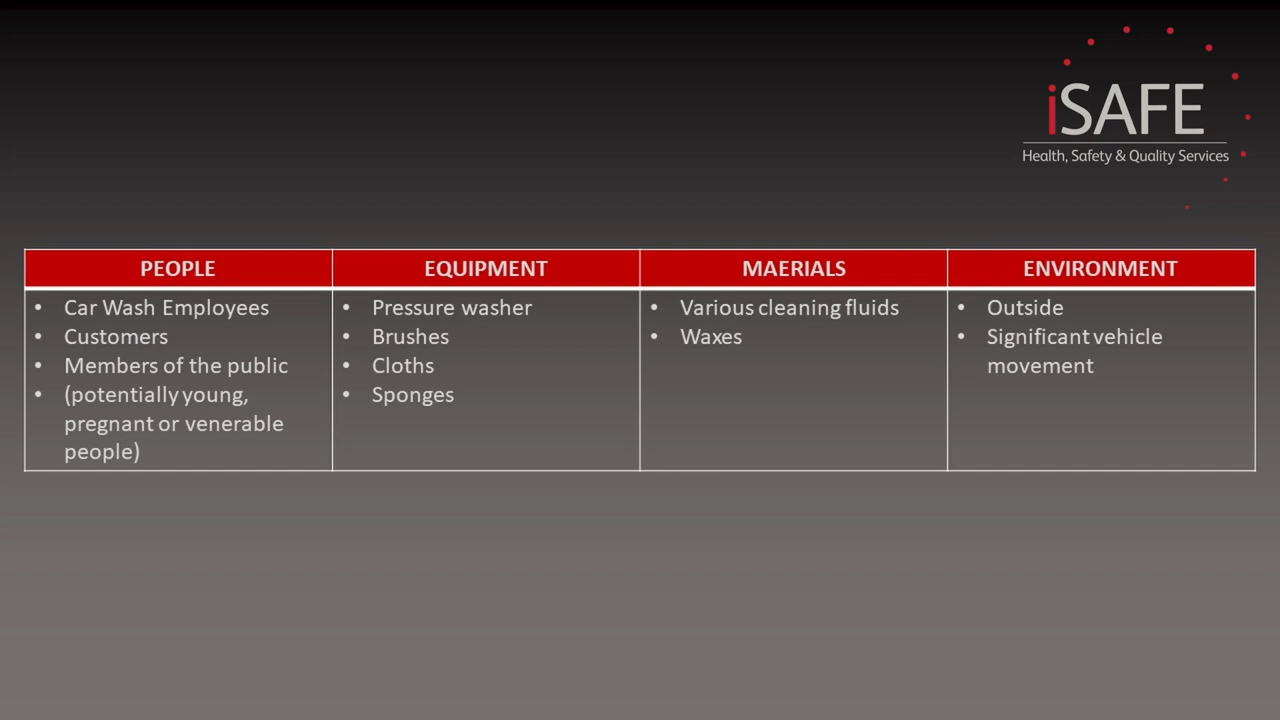 iSAFE
Health, Safety & Quality Services
PEOPLE
EQUIPMENT
MAERIALS
ENVIRONMENT
• Car Wash Employees
• Customers
• Members of the public
• (potentially young,
pregnant or venerable
people)
• Pressure washer
• Brushes
• Cloths
• Sponges
• Various cleaning fluids
• Waxes
• Outside
• Significant vehicle
movement